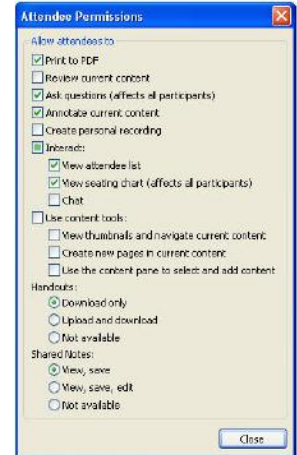 Attendee Permissions
Allow attendees to
Print to PDF
Review current content
Ask questions (affects all participants)
Annotate current content
Create personal recording
Interact:
View attendee list
View seating chart (affects all participants)
Chat
Use content tools:
View thumbnails and navigate current content
Create new pages in current content
Use the content pane to select and add content
Handouts:
Download only
Upload and download
Not available
Shared Notes:
View, save
View, save, edit
Not available
Close